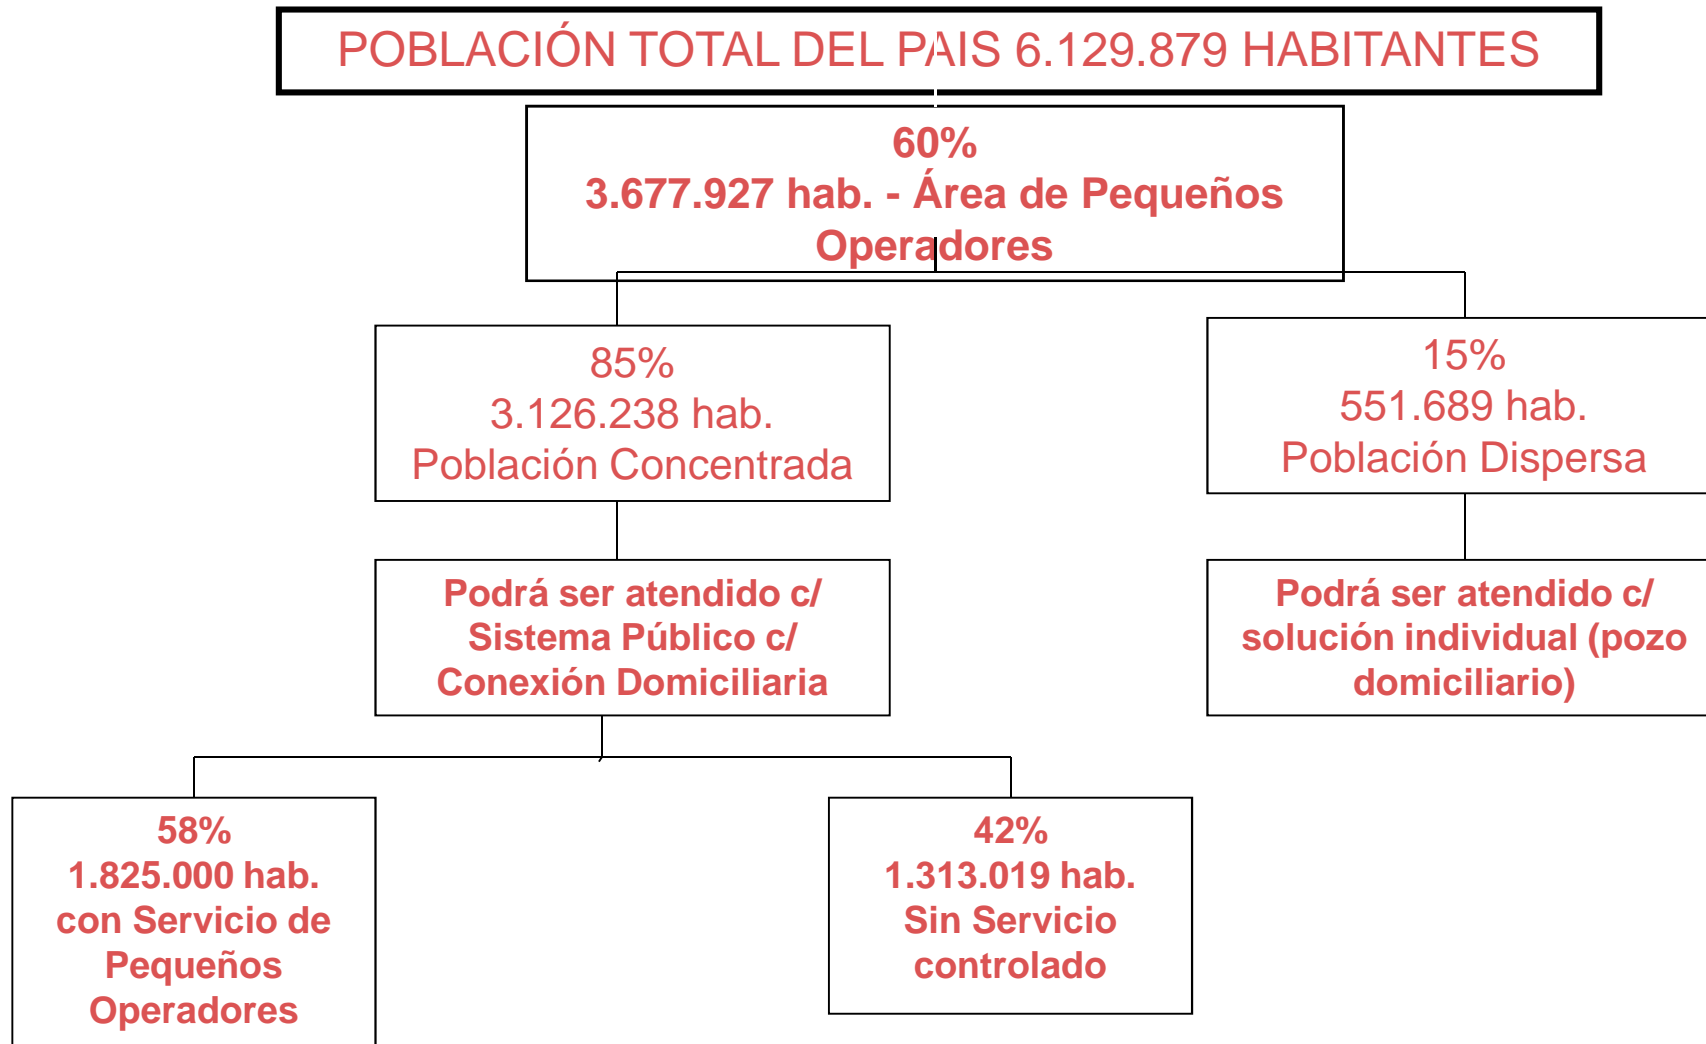 POBLACIÓN TOTAL DEL PAIS 6.129.879 HABITANTES
60%
3.677.927 hab. - Área de Pequeños
Operadores
85%
3.126.238 hab.
Población Concentrada
15%
551.689 hab.
Población Dispersa
Podrá ser atendido c/
Sistema Público c/
Conexión Domiciliaria
Podrá ser atendido c/
solución individual (pozo
domiciliario)
58%
1.825.000 hab.
con Servicio de
Pequeños
Operadores
42%
1.313.019 hab.
Sin Servicio
controlado